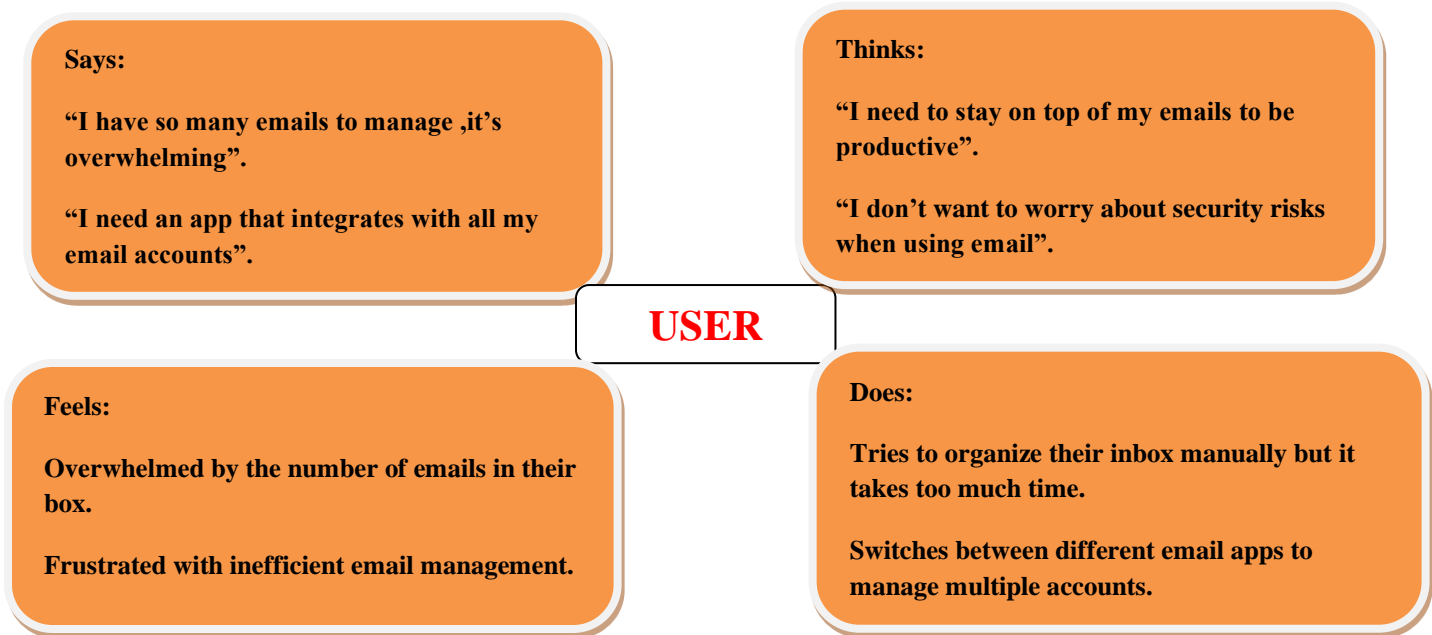 Says:
“I have so many emails to manage ,it’s
overwhelming”.
“I need an app that integrates with all my
email accounts”.
Thinks:
“I need to stay on top of my emails to be
productive”.
“I don’t want to worry about security risks
when using email”.
USER
Feels:
Overwhelmed by the number of emails in their
box.
Frustrated with inefficient email management.
Does:
Tries to organize their inbox manually but it
takes too much time.
Switches between different email apps to
manage multiple accounts.